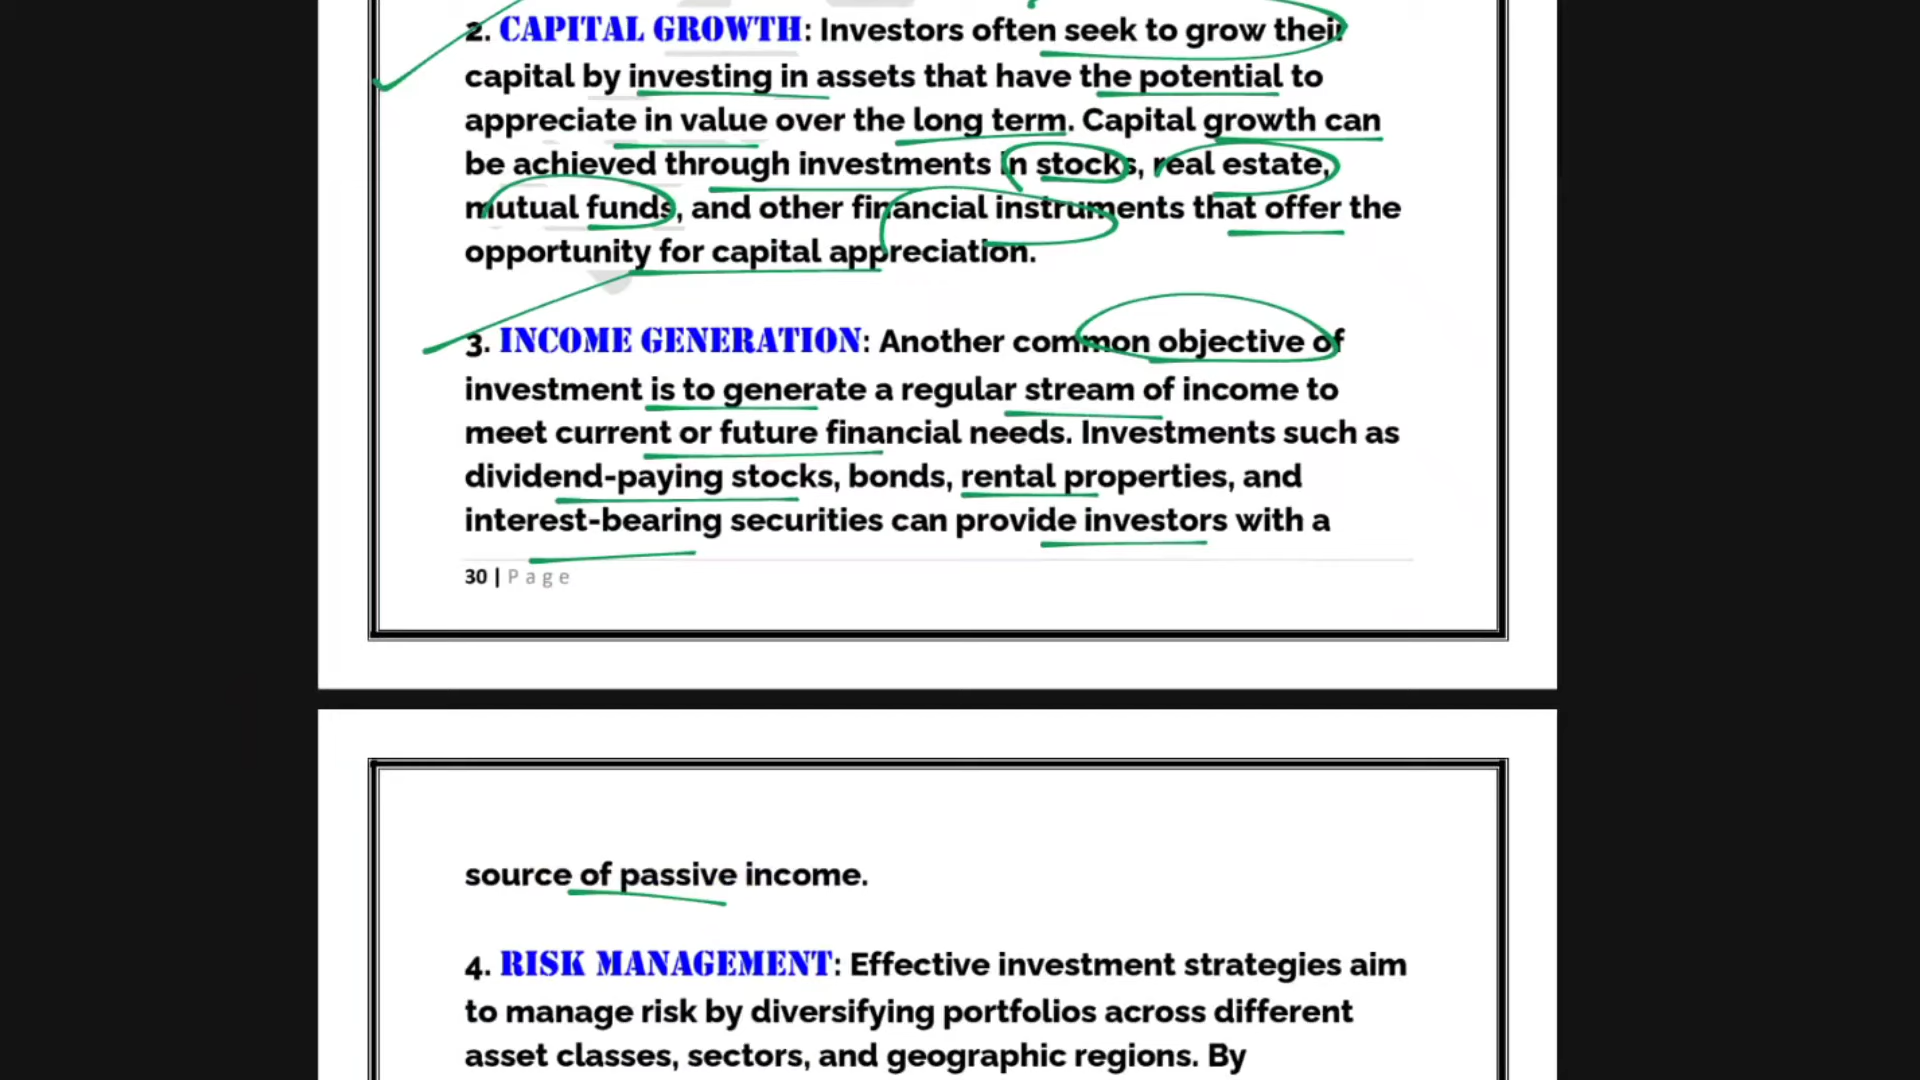 2. CAPITAL GROWTH: Investors often seek to grow their
capital by investing in assets that have the potential to
appreciate in value over the long term. Capital growth can
be achieved through investments in stocks, real estate,
mutual funds, and other financial instruments that offer the
opportunity for capital appreciation.
3. INCOME GENERATION: Another common objective of
investment is to generate a regular stream of income to
meet current or future financial needs. Investments such as
dividend-paying stocks, bonds, rental properties, and
interest-bearing securities can provide investors with a
30 | Page
source of passive income.
4. RISK MANAGEMENT: Effective investment strategies aim
to manage risk by diversifying portfolios across different
asset classes, sectors, and geographic regions. By